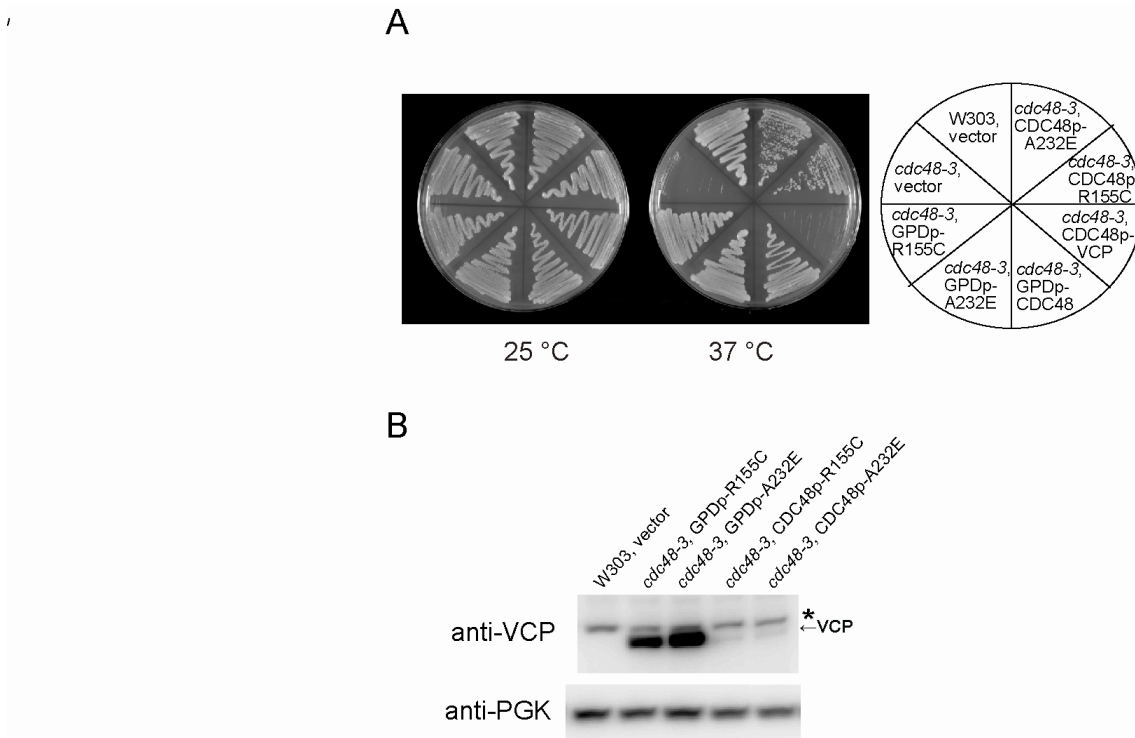 A
W303,
vector
cdc48-3,
CDC48p-
A232E
cdc48-3,
CDC48p
R155C
cdc48-3,
CDC48p-
VCP
cdc48-3,
GPDp-
CDC48
cdc48-3,
GPDp-
A232E
cdc48-3,
GPDp-
R155C
cdc48-3,
vector
25 °C
37 °C
B
W303, vector
cdc48-3, GPDp-R155C
cdc48-3, GPDp-A232E
cdc48-3, CDC48p-R155C
cdc48-3, CDC48p-A232E
anti-VCP
*
←VCP
anti-PGK